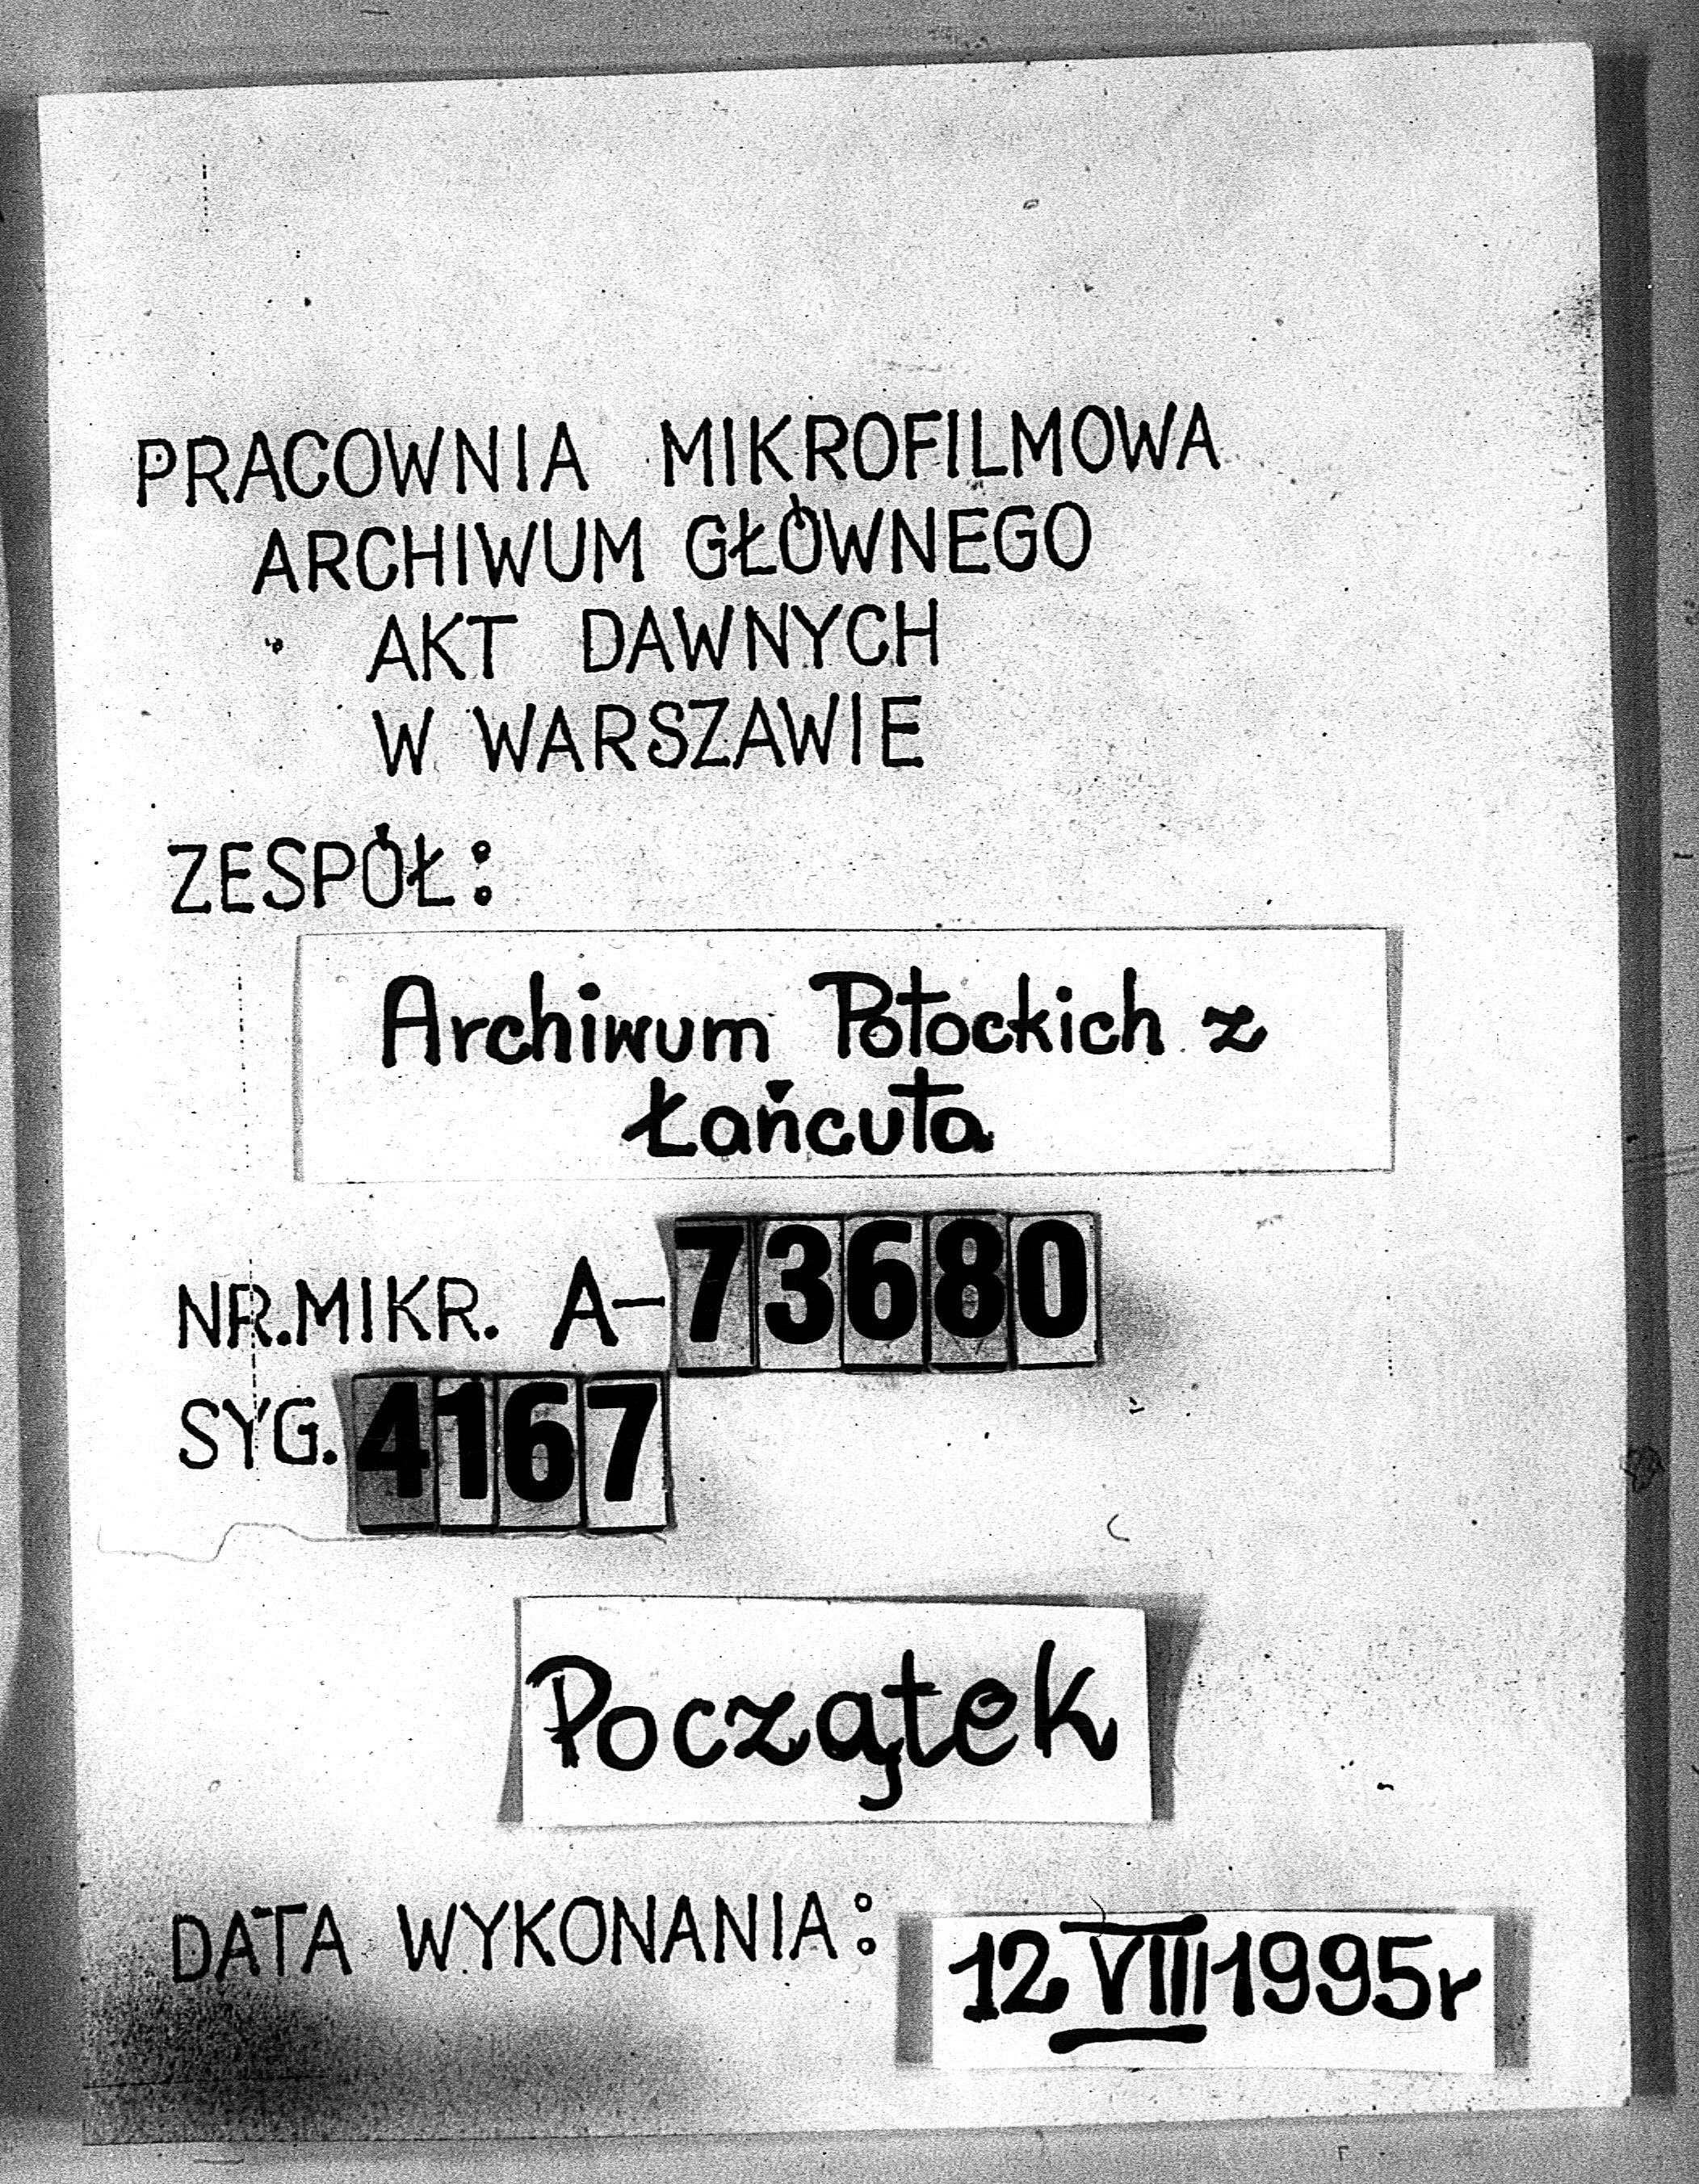 PRACOWNIA MIKROFILMOWA
ARCHIWUM GŁÓWNEGO
AKT DAWNYCH
W WARSZAWIE
ZESPÓŁ:
Archiwum Potockich z
Łańcuta
NR.MIKR. A-73680
SYG. 4167
Początek
DATA WYKONANIA: 12 VIII 1995r